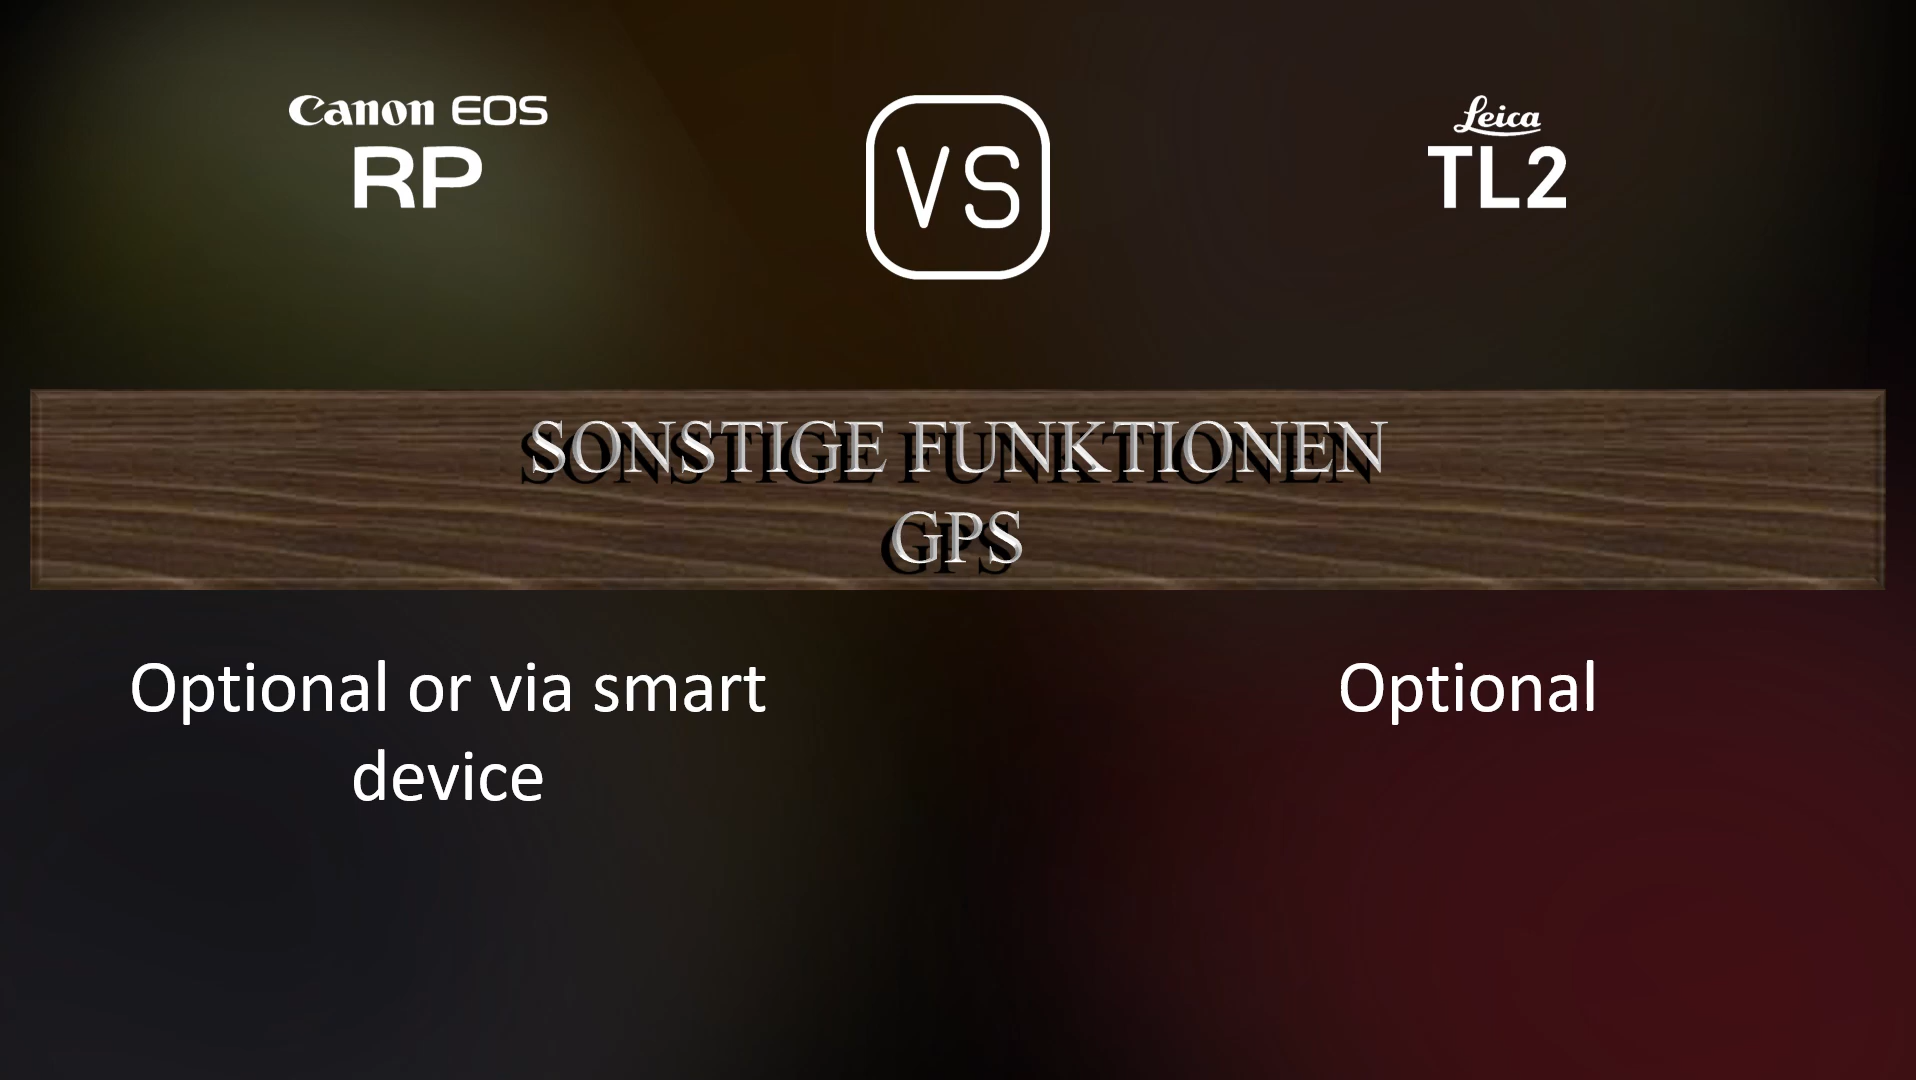 Canon EOS
RP
VS
Leica
TL2
SONSTIGE FUNKTIONEN
GPS
Optional or via smart
device
Optional